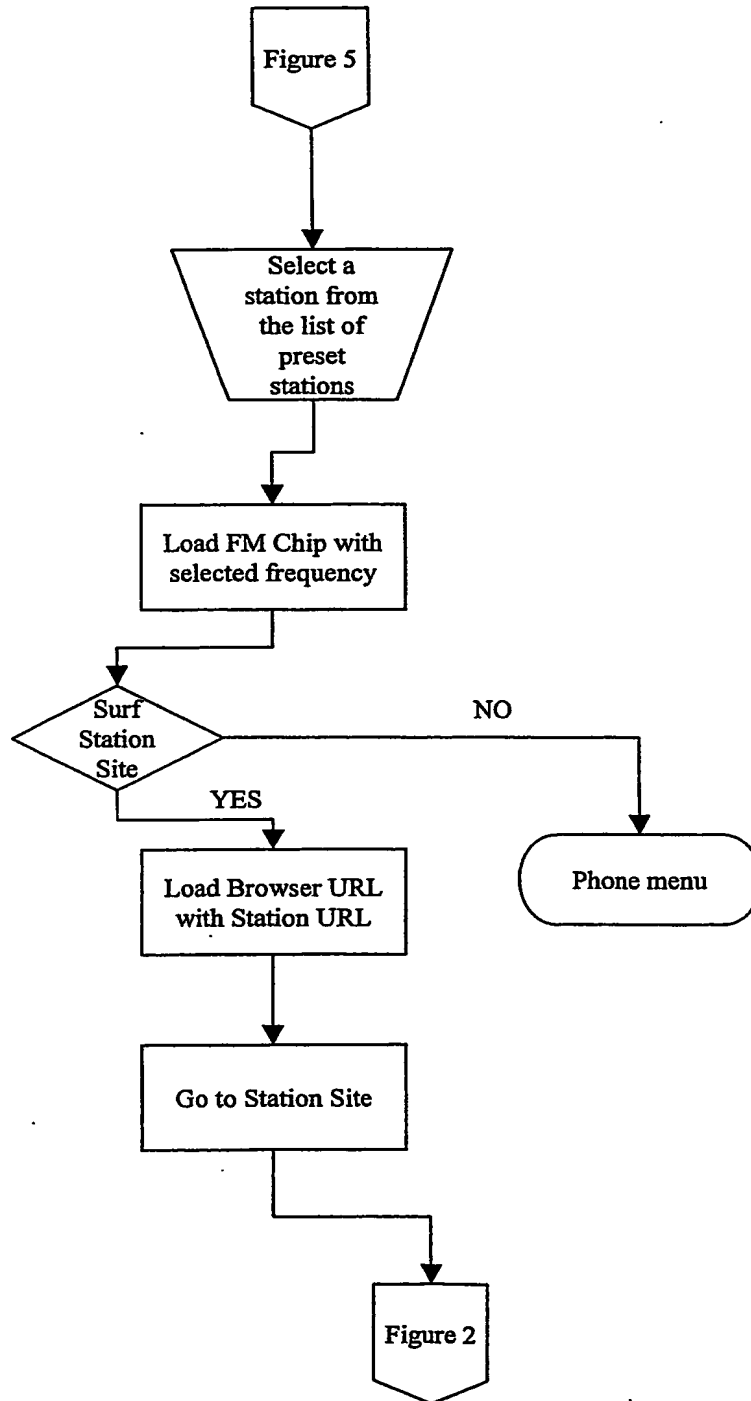 Figure 5
Select a
station from
the list of
preset
stations
Load FM Chip with
selected frequency
Surf
Station
Site
NO
YES
Load Browser URL
with Station URL
Phone menu
Go to Station Site
Figure 2